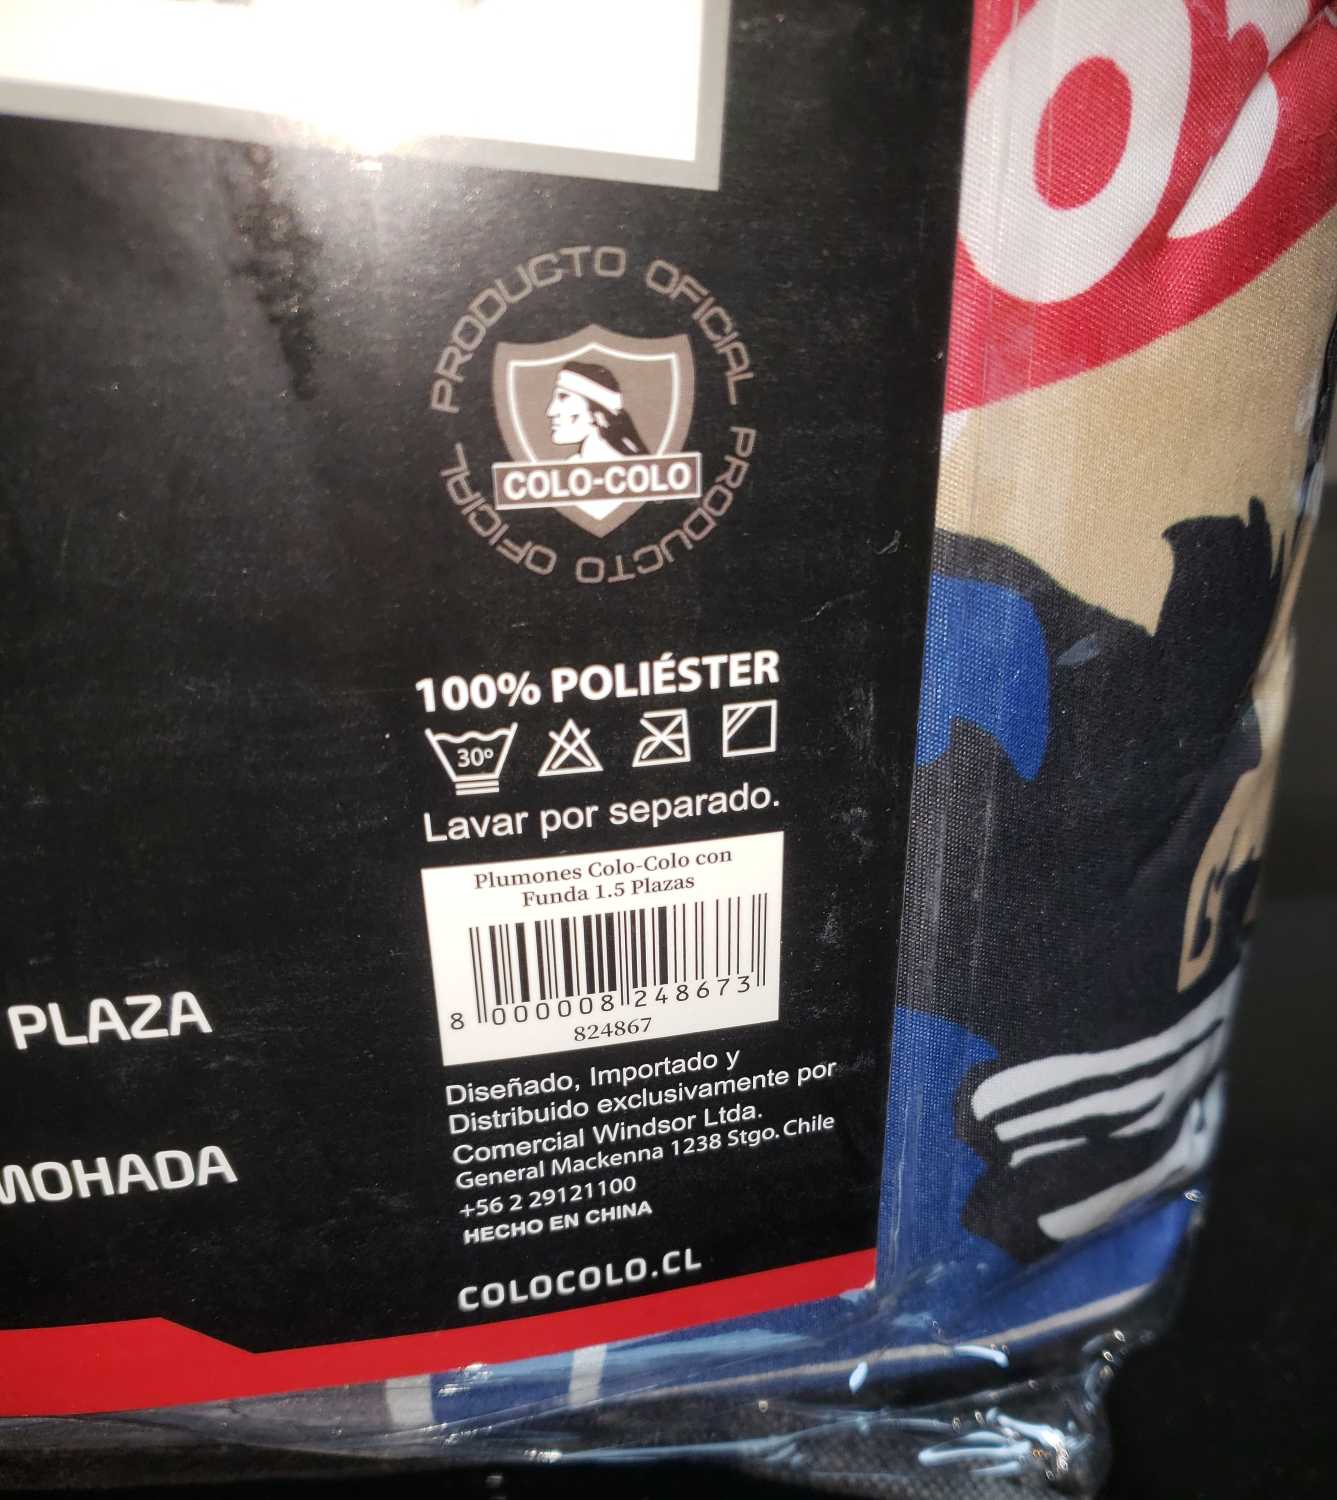 PRODUCTO OFICIAL PRODUCTO OFICIAL
COLO-COLO
100% POLIÉSTER
30°
Lavar por separado.
Plumones Colo-Colo con
Funda 1.5 Plazas
8 000008 248673
824867
PLAZA
MOHADA
Diseñado, Importado y
Distribuido exclusivamente por
Comercial Windsor Ltda.
General Mackenna 1238 Stgo. Chile
+56 2 29121100
HECHO EN CHINA
COLOCOLO.CL